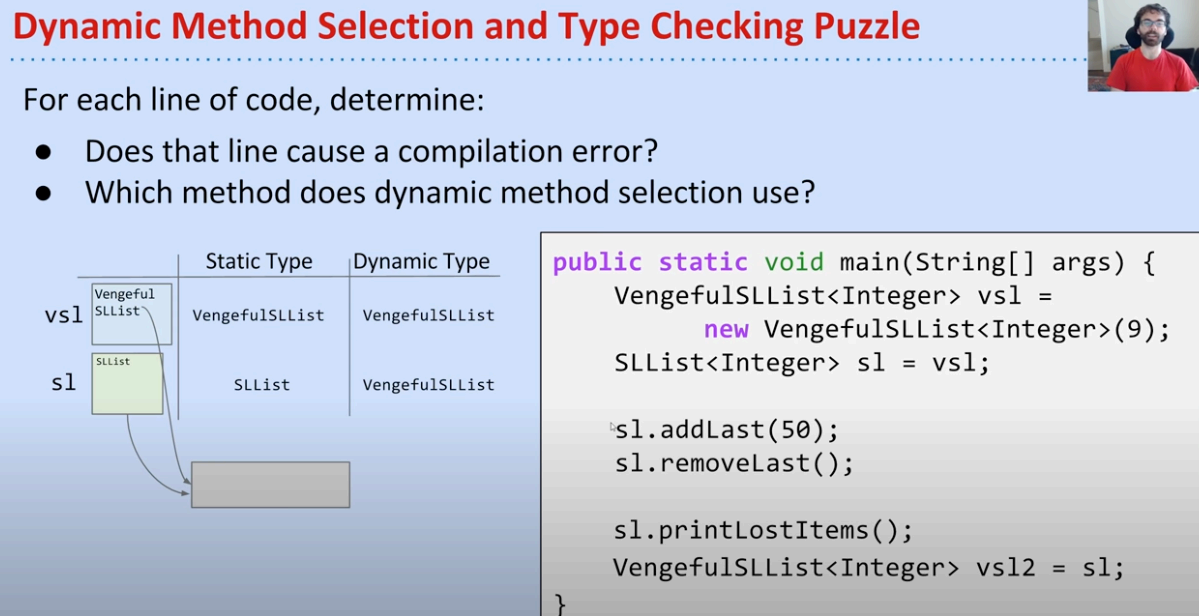 Dynamic Method Selection and Type Checking Puzzle
For each line of code, determine:
● Does that line cause a compilation error?
● Which method does dynamic method selection use?
Static Type Dynamic Type
vsl Vengeful
SLList
VengefulSLList VengefulSLList
SLList
sl SLList VengefulSLList
public static void main(String[] args) {
VengefulSLList<Integer> vsl =
new VengefulSLList<Integer>(9);
SLList<Integer> sl = vsl;
sl.addLast(50);
sl.removeLast();
sl.printLostItems();
VengefulSLList<Integer> vsl2 = sl;
}